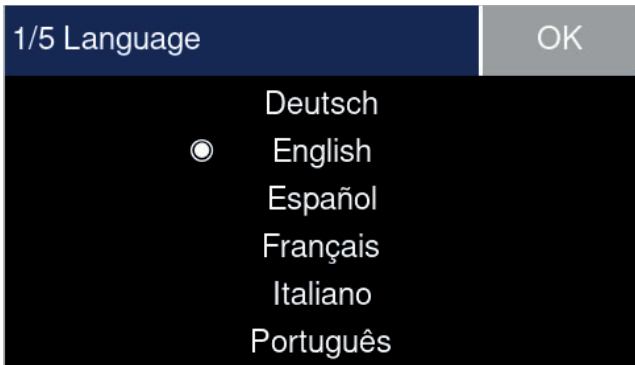 1/5 Language
OK
Deutsch
English
Español
Français
Italiano
Português